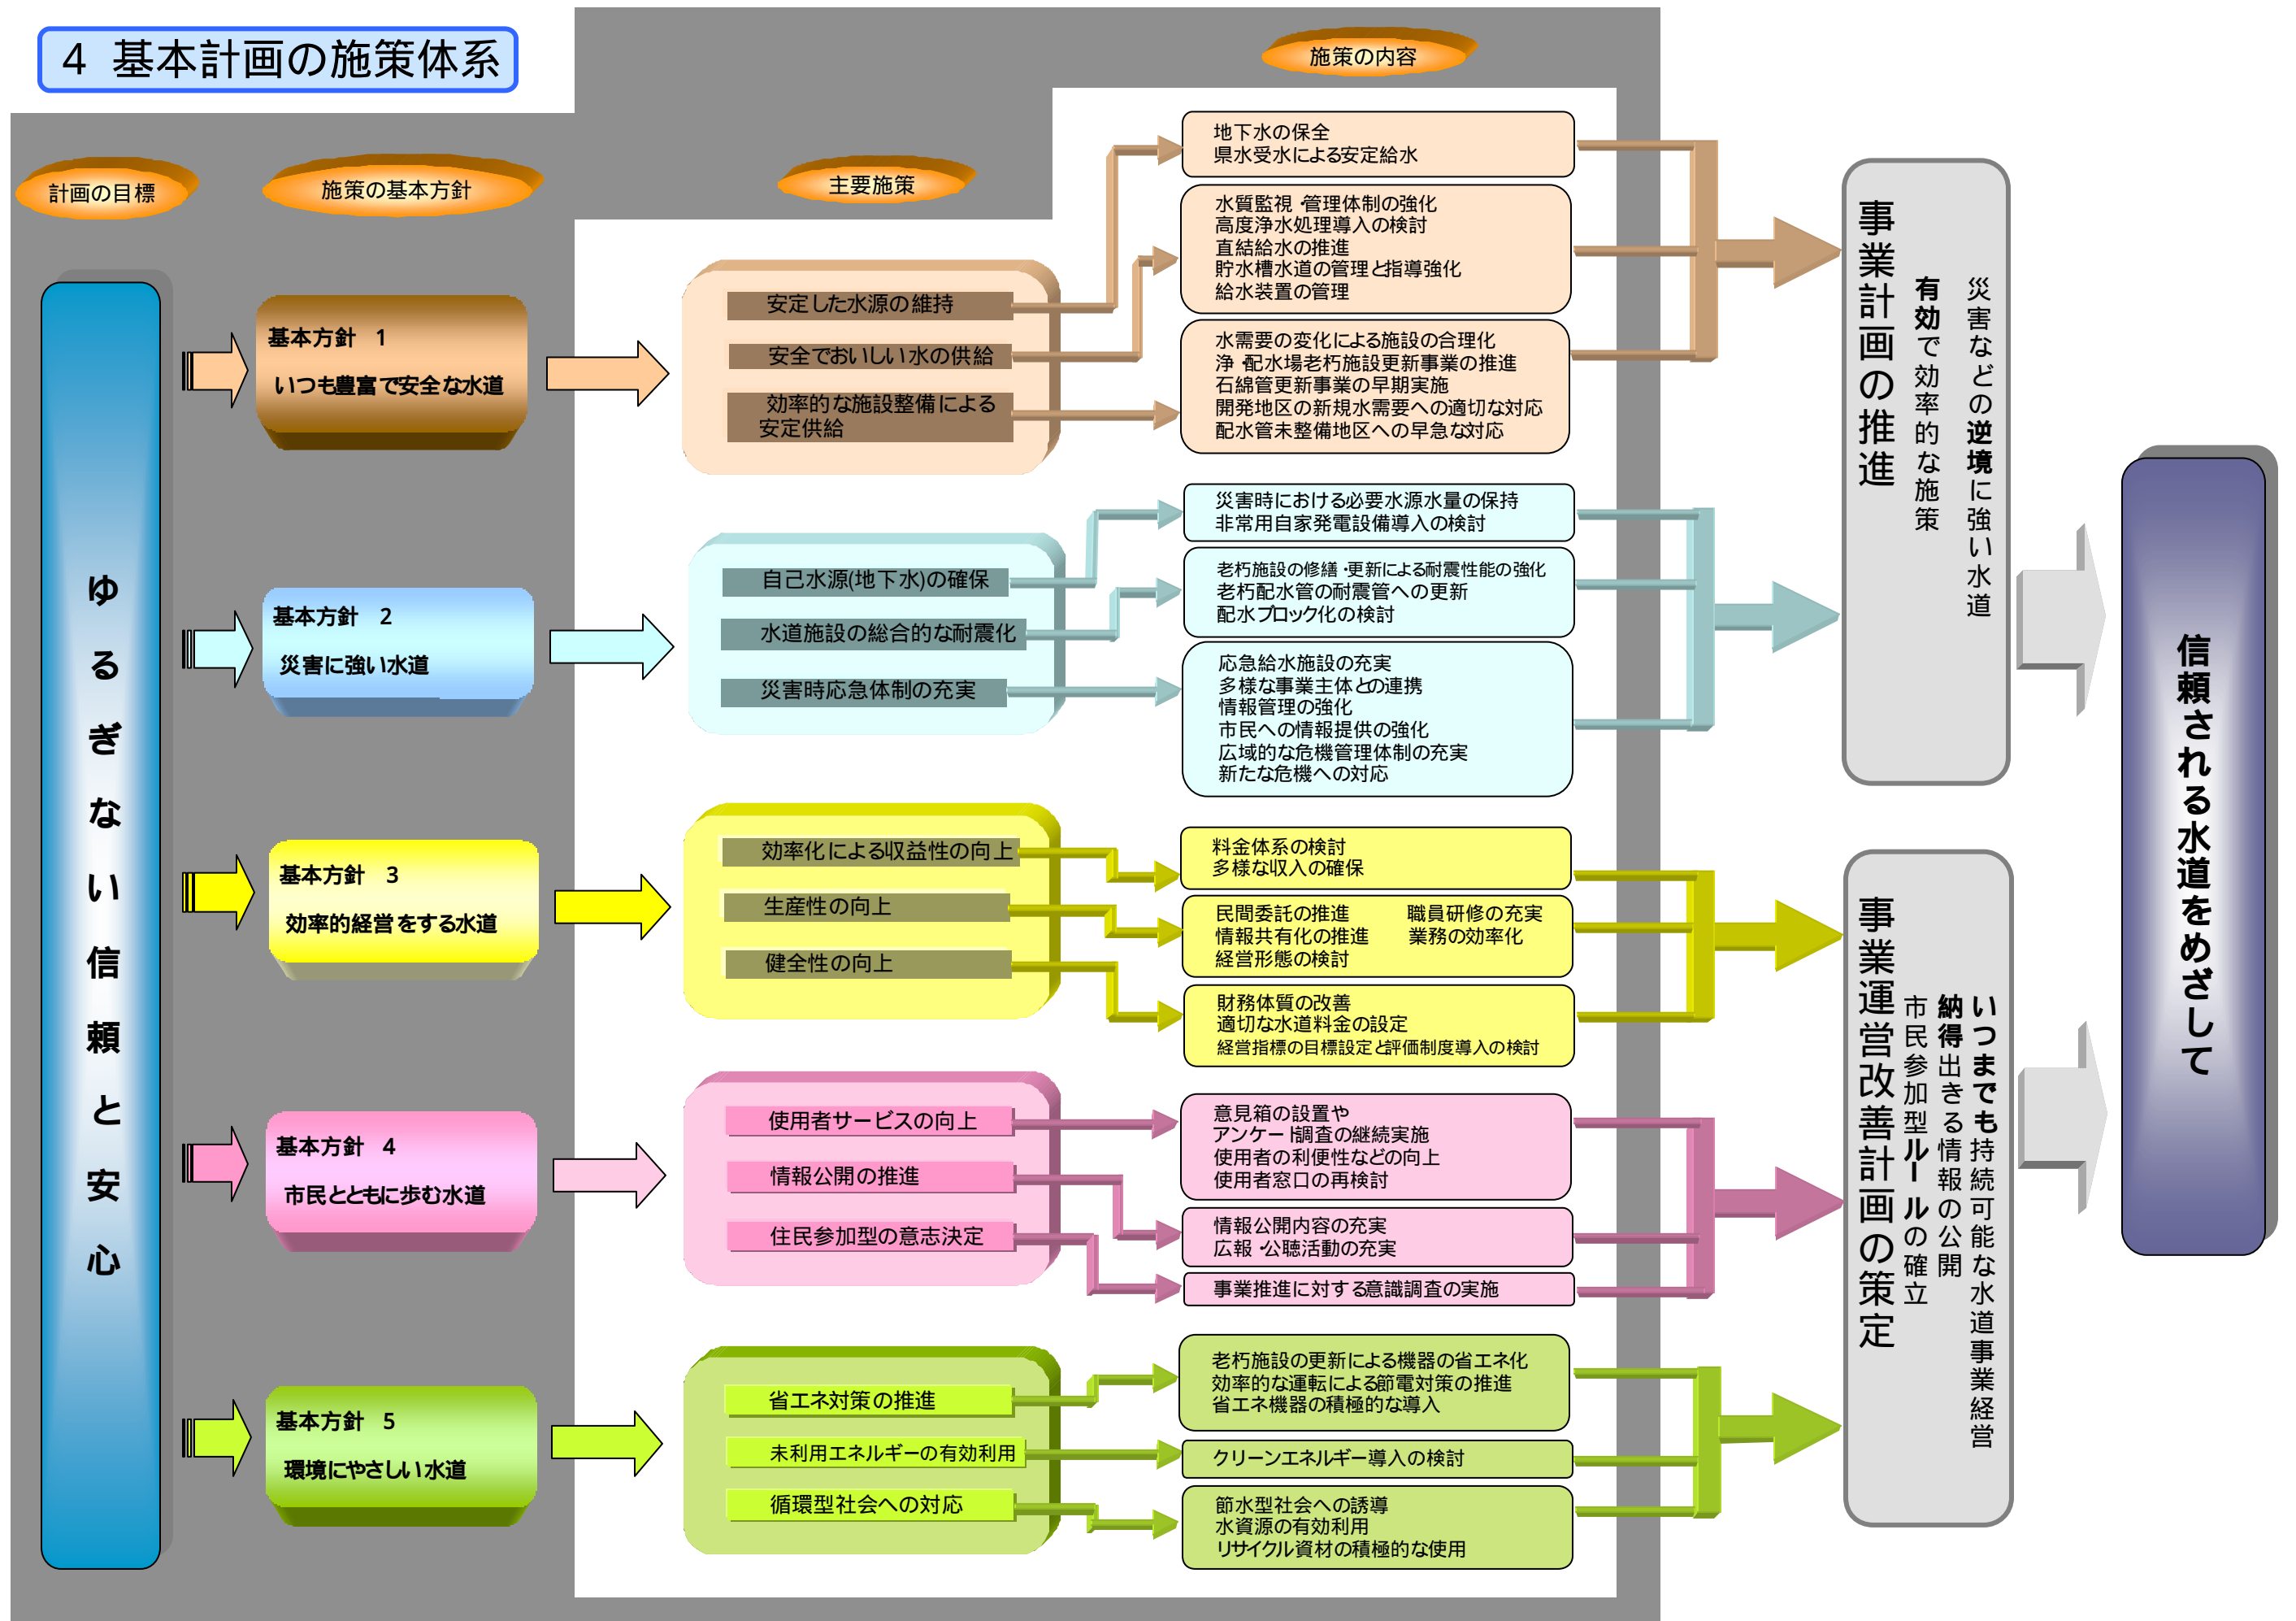 4 基本計画の施策体系
計画の目標
施策の基本方針
主要施策
施策の内容
ゆるぎない信頼と安心
基本方針 1
いつも豊富で安全な水道
安定した水源の維持
安全でおいしい水の供給
効率的な施設整備による
安定供給
地下水の保全
県水受水による安定給水
水質監視・管理体制の強化
高度浄水処理導入の検討
直結給水の推進
貯水槽水道の管理と指導強化
給水装置の管理
水需要の変化による施設の合理化
浄・配水場老朽施設更新事業の推進
石綿管更新事業の早期実施
開発地区の新規水需要への適切な対応
配水管未整備地区への早急な対応
基本方針 2
災害に強い水道
自己水源(地下水)の確保
水道施設の総合的な耐震化
災害時応急体制の充実
災害時における必要水源水量の保持
非常用自家発電設備導入の検討
老朽施設の修繕・更新による耐震性能の強化
老朽配水管の耐震管への更新
配水ブロック化の検討
応急給水施設の充実
多様な事業主体との連携
情報管理の強化
市民への情報提供の強化
広域的な危機管理体制の充実
新たな危機への対応
基本方針 3
効率的経営をする水道
効率化による収益性の向上
生産性の向上
健全性の向上
料金体系の検討
多様な収入の確保
民間委託の推進 職員研修の充実
情報共有化の推進 業務の効率化
経営形態の検討
財務体質の改善
適切な水道料金の設定
経営指標の目標設定と評価制度導入の検討
基本方針 4
市民とともに歩む水道
使用者サービスの向上
情報公開の推進
住民参加型の意志決定
意見箱の設置や
アンケート調査の継続実施
使用者の利便性などの向上
使用者窓口の再検討
情報公開内容の充実
広報・公聴活動の充実
事業推進に対する意識調査の実施
基本方針 5
環境にやさしい水道
省エネ対策の推進
未利用エネルギーの有効利用
循環型社会への対応
老朽施設の更新による機器の省エネ化
効率的な運転による節電対策の推進
省エネ機器の積極的な導入
クリーンエネルギー導入の検討
節水型社会への誘導
水資源の有効利用
リサイクル資材の積極的な使用
事業計画の推進
災害などの逆境に強い水道
有効で効率的な施策
事業運営改善計画の策定
いつまでも持続可能な水道事業経営
納得出きる情報の公開
市民参加型ルールの確立
信頼される水道をめざして